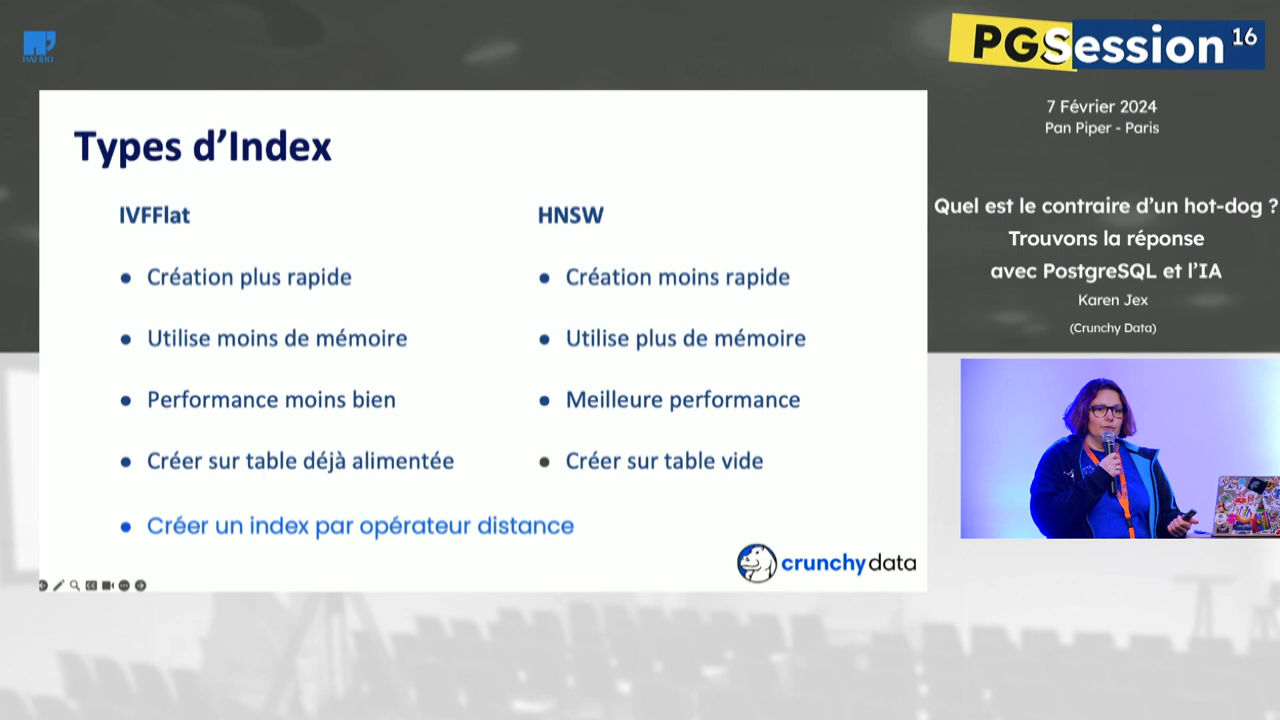 PGSession 16
7 Février 2024
Pan Piper - Paris
Quel est le contraire d'un hot-dog ?
Trouvons la réponse
avec PostgreSQL et l'IA
Karen Jex
(Crunchy Data)
Types d'Index
IVFFlat
• Création plus rapide
• Utilise moins de mémoire
• Performance moins bien
• Créer sur table déjà alimentée
HNSW
• Création moins rapide
• Utilise plus de mémoire
• Meilleure performance
• Créer sur table vide
• Créer un index par opérateur distance
crunchydata